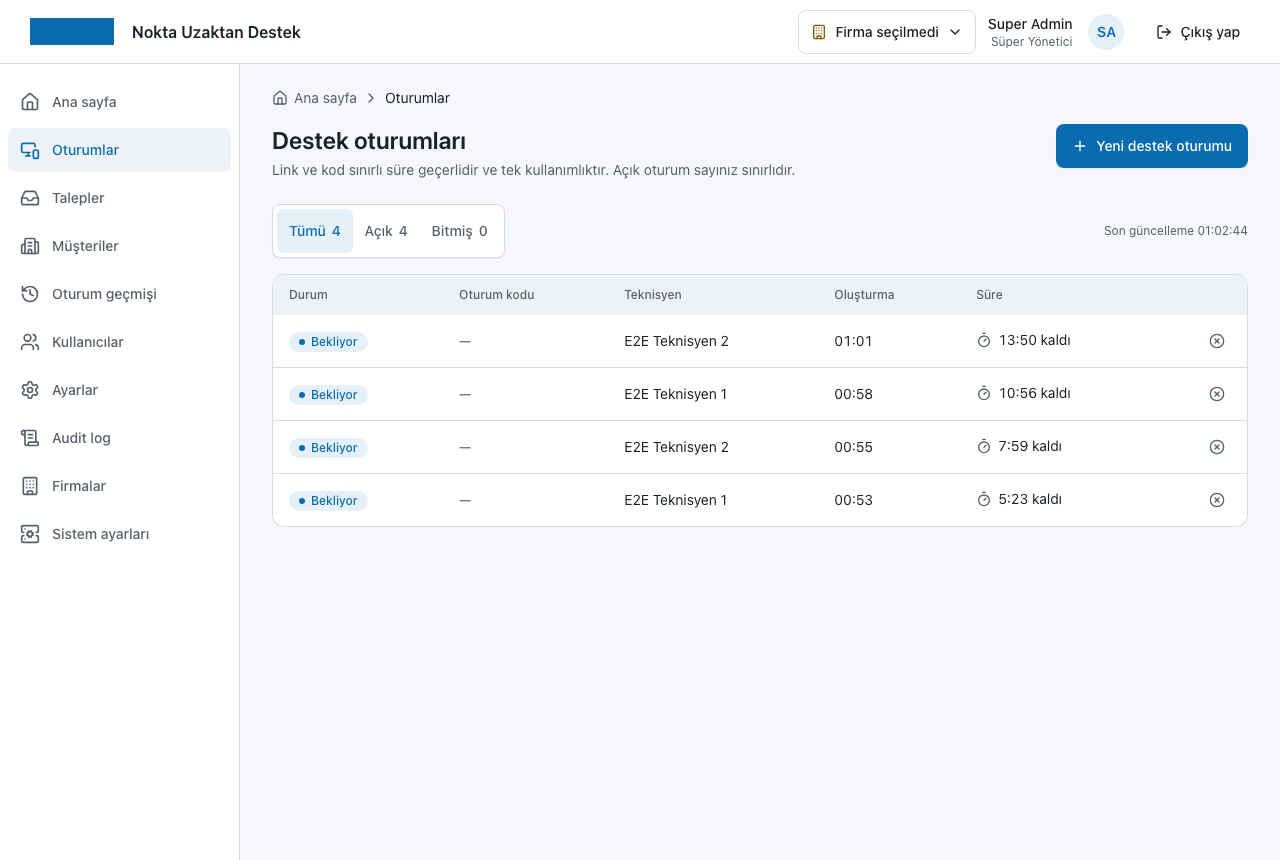 Nokta Uzaktan Destek
Firma seçilmedi
Super Admin
Süper Yönetici
SA
Çıkış yap
Ana sayfa
Oturumlar
Talepler
Müşteriler
Oturum geçmişi
Kullanıcılar
Ayarlar
Audit log
Firmalar
Sistem ayarları
Ana sayfa > Oturumlar
Destek oturumları
Link ve kod sınırlı süre geçerlidir ve tek kullanımlıktır. Açık oturum sayınız sınırlıdır.
+ Yeni destek oturumu
Tümü 4 Açık 4 Bitmiş 0
Son güncelleme 01:02:44
Durum Oturum kodu Teknisyen Oluşturma Süre
Bekliyor — E2E Teknisyen 2 01:01 13:50 kaldı
Bekliyor — E2E Teknisyen 1 00:58 10:56 kaldı
Bekliyor — E2E Teknisyen 2 00:55 7:59 kaldı
Bekliyor — E2E Teknisyen 1 00:53 5:23 kaldı